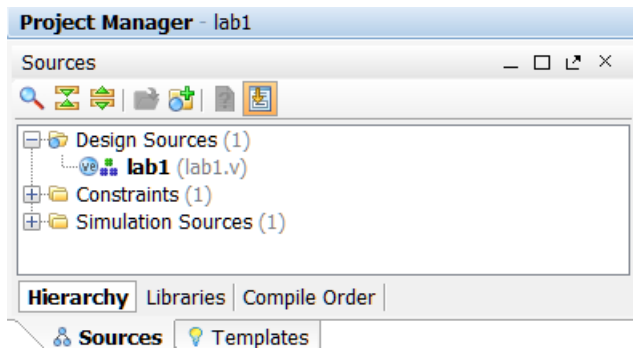 Project Manager - lab1
Sources
Design Sources (1)
lab1 (lab1.v)
Constraints (1)
Simulation Sources (1)
Hierarchy Libraries Compile Order
Sources Templates